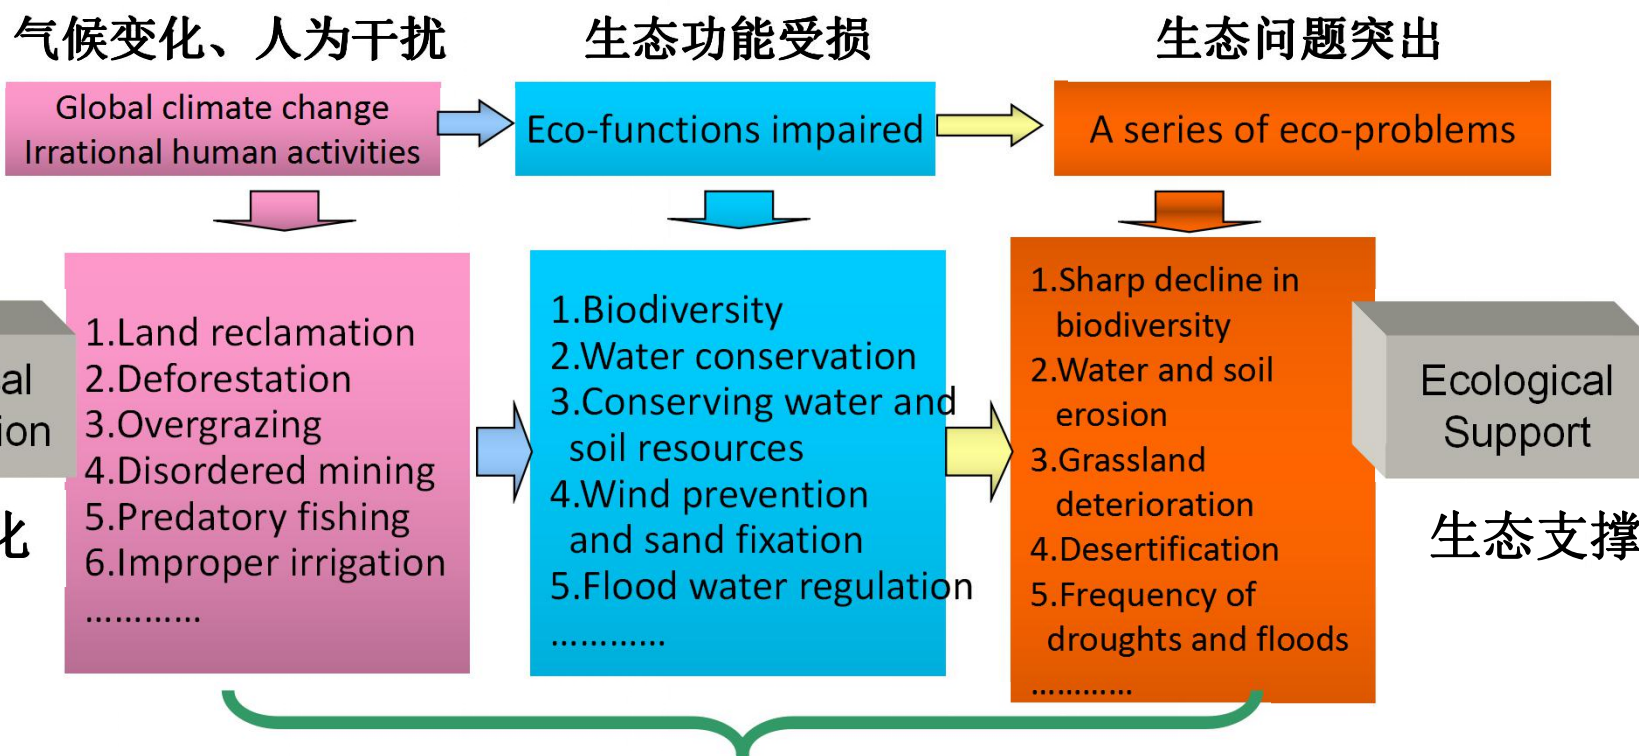 气候变化、人为干扰
生态功能受损
生态问题突出
Global climate change
Irrational human activities
Eco-functions impaired
A series of eco-problems
1.Land reclamation
2.Deforestation
3.Overgrazing
4.Disordered mining
5.Predatory fishing
6.Improper irrigation
…………
1.Biodiversity
2.Water conservation
3.Conserving water and
soil resources
4.Wind prevention
and sand fixation
5.Flood water regulation
…………
1.Sharp decline in
biodiversity
2.Water and soil
erosion
3.Grassland
deterioration
4.Desertification
5.Frequency of
droughts and floods
…………
Ecological
Support
生态支撑